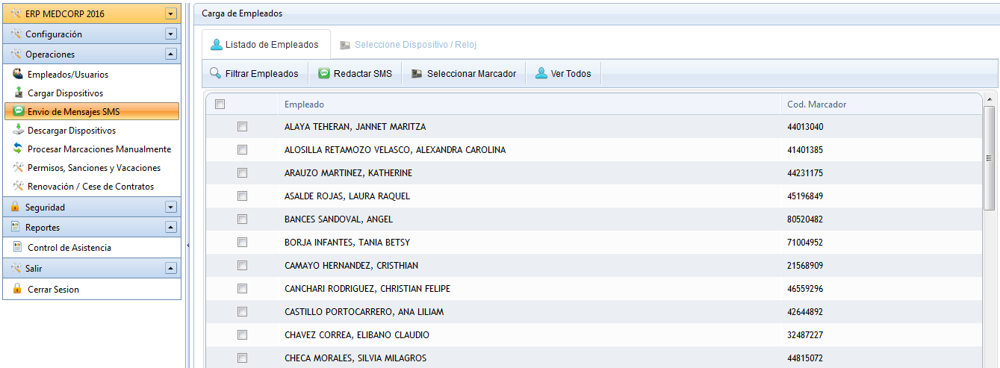 ERP MEDCORP 2016
Configuración
Operaciones
Empleados/Usuarios
Cargar Dispositivos
Envio de Mensajes SMS
Descargar Dispositivos
Procesar Marcaciones Manualmente
Permisos, Sanciones y Vacaciones
Renovación / Cese de Contratos
Seguridad
Reportes
Control de Asistencia
Salir
Cerrar Sesion
Carga de Empleados
Listado de Empleados Seleccione Dispositivo / Reloj
Filtrar Empleados Redactar SMS Seleccionar Marcador Ver Todos
Empleado Cod. Marcador
ALAYA TEHERAN, JANNET MARITZA 44013040
ALOSILLA RETAMOZO VELASCO, ALEXANDRA CAROLINA 41401385
ARAUZO MARTINEZ, KATHERINE 44231175
ASALDE ROJAS, LAURA RAQUEL 45196849
BANCES SANDOVAL, ANGEL 80520482
BORJA INFANTES, TANIA BETSY 71004952
CAMAYO HERNANDEZ, CRISTHIAN 21568909
CANCHARI RODRIGUEZ, CHRISTIAN FELIPE 46559296
CASTILLO PORTOCARRERO, ANA LILIAM 42644892
CHAVEZ CORREA, ELIBANO CLAUDIO 32487227
CHECA MORALES, SILVIA MILAGROS 44815072